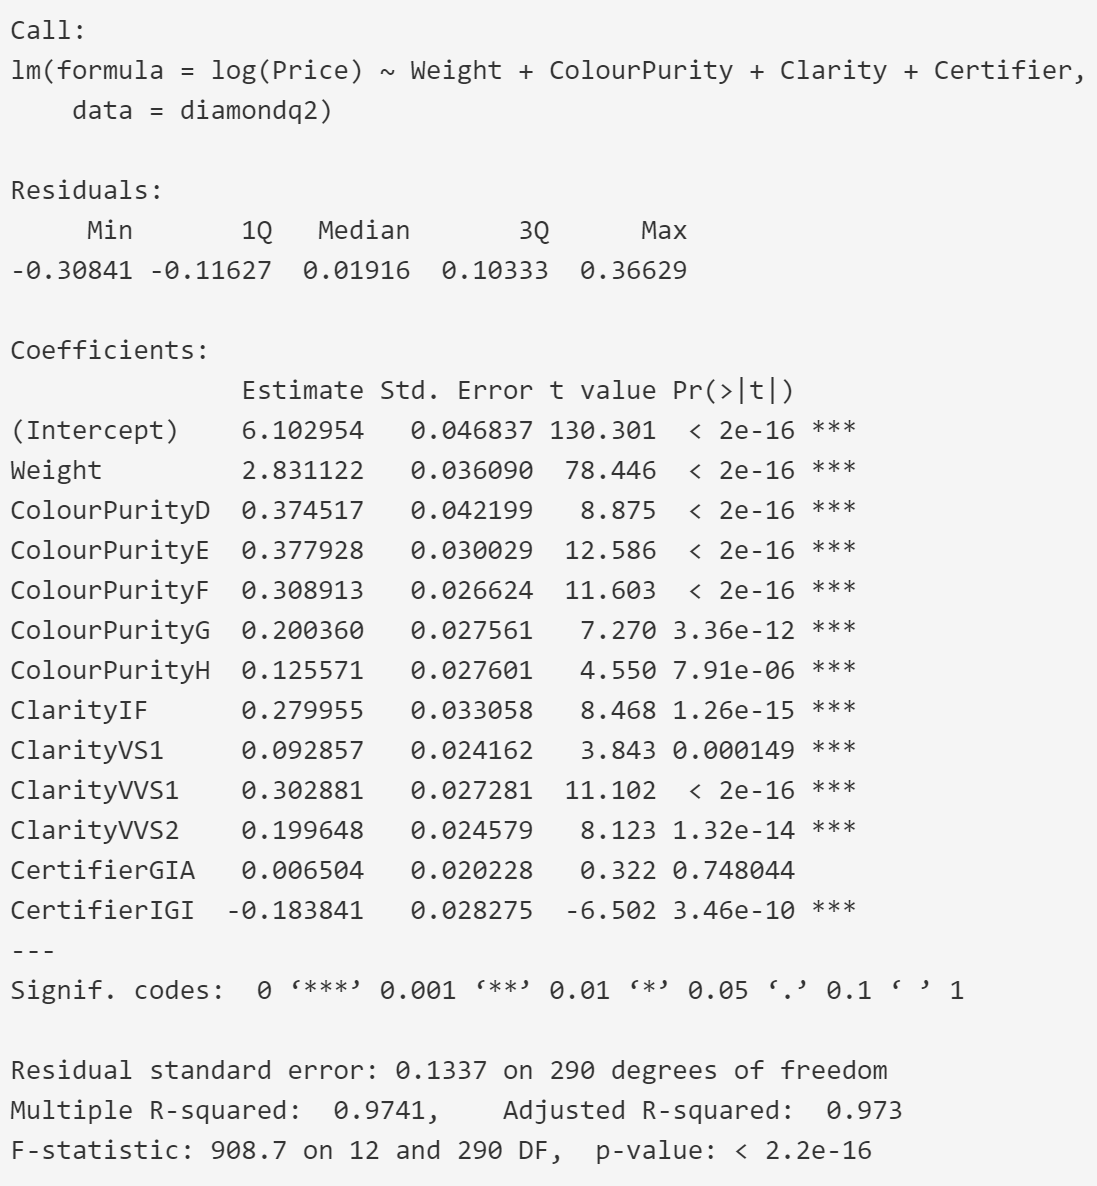 Call:
lm(formula = log(Price) ~ Weight + ColourPurity + Clarity + Certifier,
    data = diamondq2)

Residuals:
     Min       1Q   Median       3Q      Max
-0.30841 -0.11627  0.01916  0.10333  0.36629

Coefficients:
               Estimate Std. Error t value Pr(>|t|)
(Intercept)    6.102954   0.046837 130.301  < 2e-16 ***
Weight         2.831122   0.036090  78.446  < 2e-16 ***
ColourPurityD  0.374517   0.042199   8.875  < 2e-16 ***
ColourPurityE  0.377928   0.030029  12.586  < 2e-16 ***
ColourPurityF  0.308913   0.026624  11.603  < 2e-16 ***
ColourPurityG  0.200360   0.027561   7.270 3.36e-12 ***
ColourPurityH  0.125571   0.027601   4.550 7.91e-06 ***
ClarityIF      0.279955   0.033058   8.468 1.26e-15 ***
ClarityVS1     0.092857   0.024162   3.843 0.000149 ***
ClarityVVS1    0.302881   0.027281  11.102  < 2e-16 ***
ClarityVVS2    0.199648   0.024579   8.123 1.32e-14 ***
CertifierGIA   0.006504   0.020228   0.322 0.748044
CertifierIGI  -0.183841   0.028275  -6.502 3.46e-10 ***
---
Signif. codes:  0 ‘***’ 0.001 ‘**’ 0.01 ‘*’ 0.05 ‘.’ 0.1 ‘ ’ 1

Residual standard error: 0.1337 on 290 degrees of freedom
Multiple R-squared:  0.9741,    Adjusted R-squared:  0.973
F-statistic: 908.7 on 12 and 290 DF,  p-value: < 2.2e-16